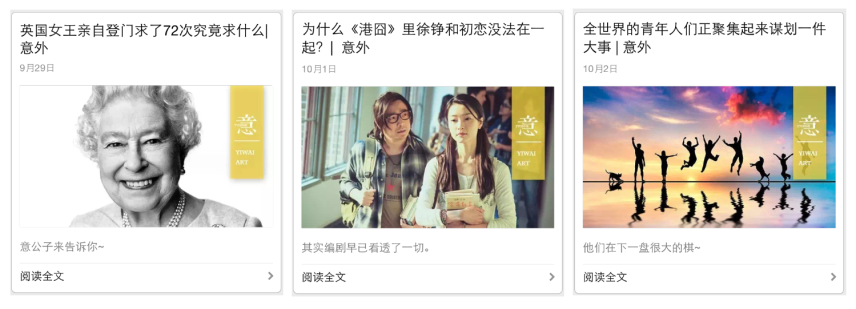 英国女王亲自登门求了72次究竟求什么|
意外
9月29日
意
YIWAI
ART
意公子来告诉你~
阅读全文
为什么《港囧》里徐铮和初恋没法在一
起? | 意外
10月1日
意
YIWAI
ART
其实编剧早已看透了一切。
阅读全文
全世界的青年人们正聚集起来谋划一件
大事 | 意外
10月2日
意
YIWAI
ART
他们在下一盘很大的棋~
阅读全文